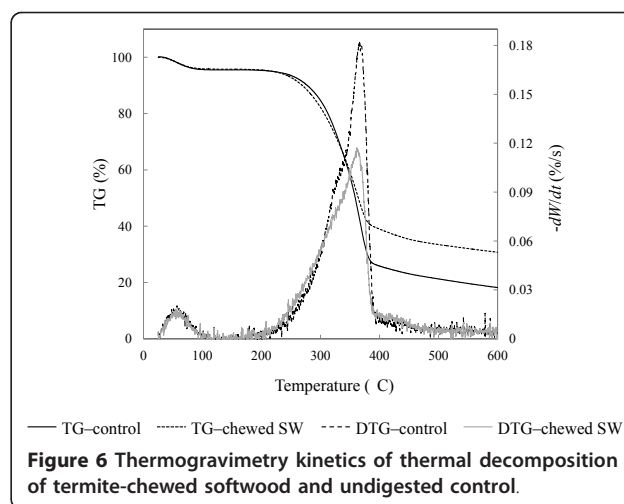 100
80
60
40
20
0
TG (%)
0.18
0.15
0.12
0.09
0.06
0.03
0
-dW/dt (%/s)
0 100 200 300 400 500 600
Temperature ( C)
TG–control TG–chewed SW DTG–control DTG–chewed SW
Figure 6 Thermogravimetry kinetics of thermal decomposition
of termite-chewed softwood and undigested control.